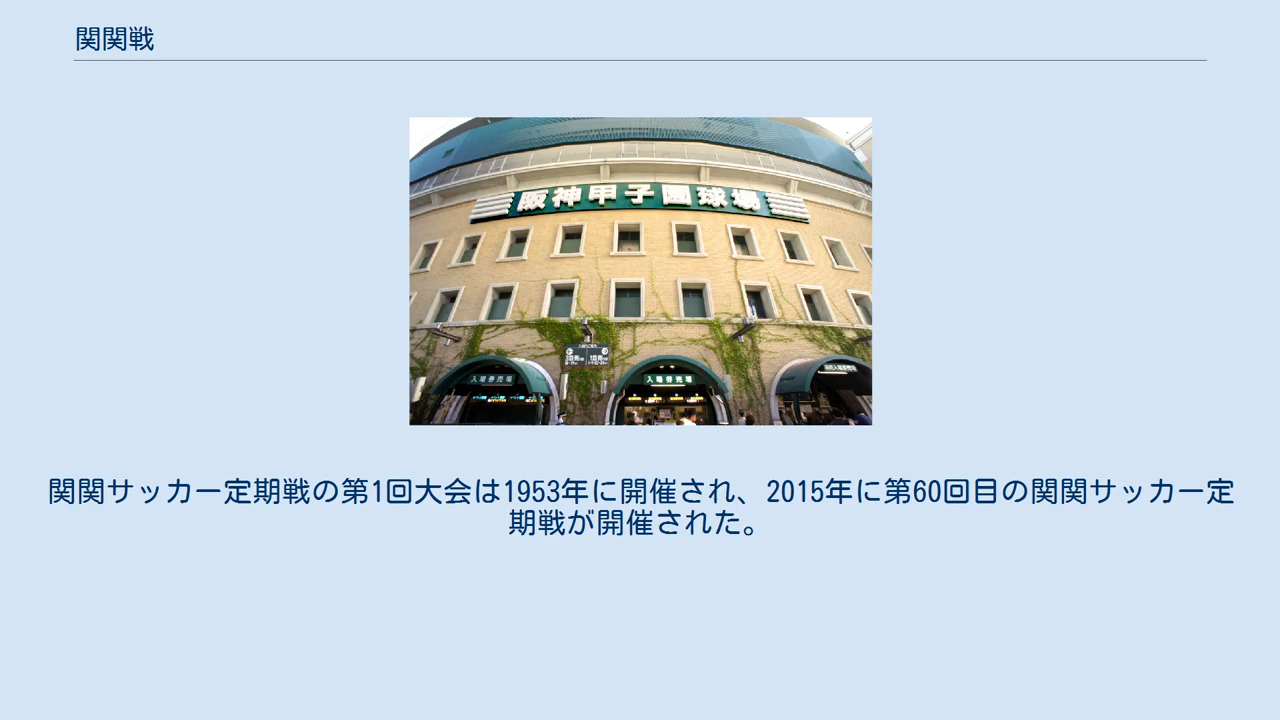 関関戦
阪神甲子園球場
入場券売場
入場券売場
関関サッカー定期戦の第1回大会は1953年に開催され、2015年に第60回目の関関サッカー定
期戦が開催された。